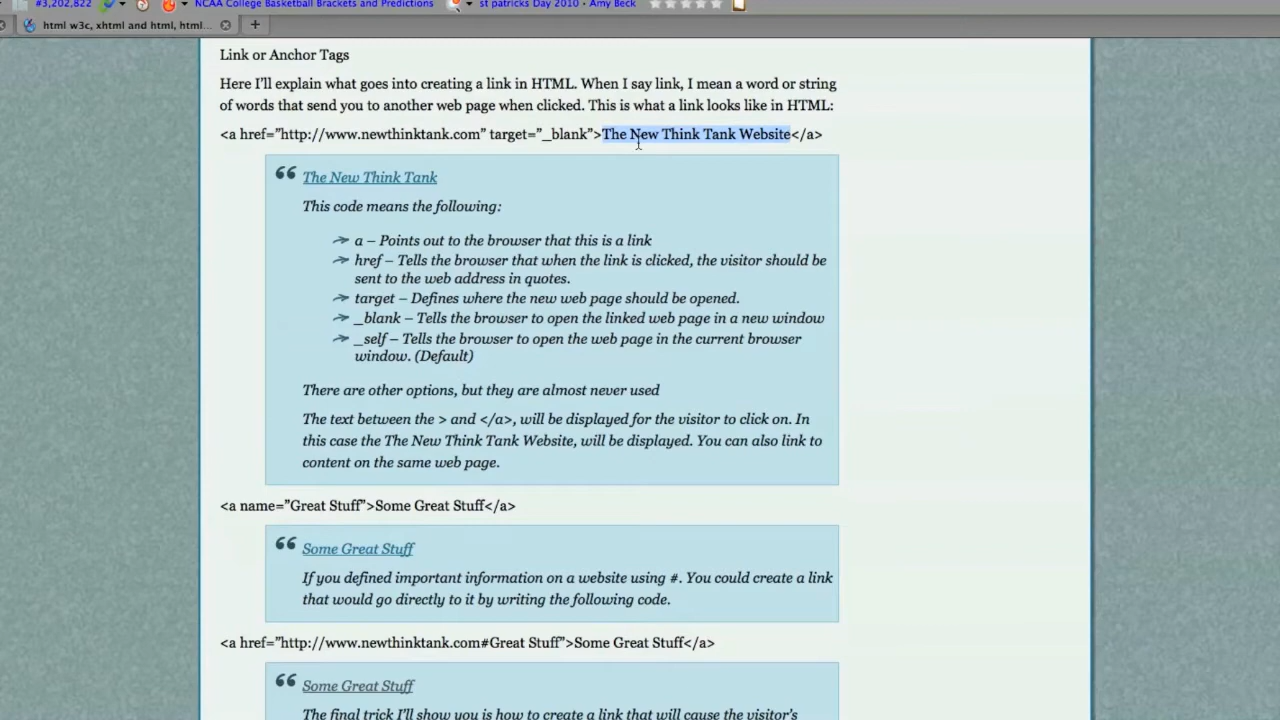 #3,202,822 NCAA College Basketball Brackets and Predictions st patricks Day 2010 - Amy Beck
html w3c, xhtml and html, html...
Link or Anchor Tags
Here I’ll explain what goes into creating a link in HTML. When I say link, I mean a word or string
of words that send you to another web page when clicked. This is what a link looks like in HTML:
<a href=”http://www.newthinktank.com” target=”_blank”>The New Think Tank Website</a>
“ The New Think Tank
This code means the following:
a – Points out to the browser that this is a link
href – Tells the browser that when the link is clicked, the visitor should be
sent to the web address in quotes.
target – Defines where the new web page should be opened.
_blank – Tells the browser to open the linked web page in a new window
_self – Tells the browser to open the web page in the current browser
window. (Default)
There are other options, but they are almost never used
The text between the > and </a>, will be displayed for the visitor to click on. In
this case the The New Think Tank Website, will be displayed. You can also link to
content on the same web page.
<a name=”Great Stuff”>Some Great Stuff</a>
“ Some Great Stuff
If you defined important information on a website using #. You could create a link
that would go directly to it by writing the following code.
<a href=”http://www.newthinktank.com#Great Stuff”>Some Great Stuff</a>
“ Some Great Stuff
The final trick I’ll show you is how to create a link that will cause the visitor’s